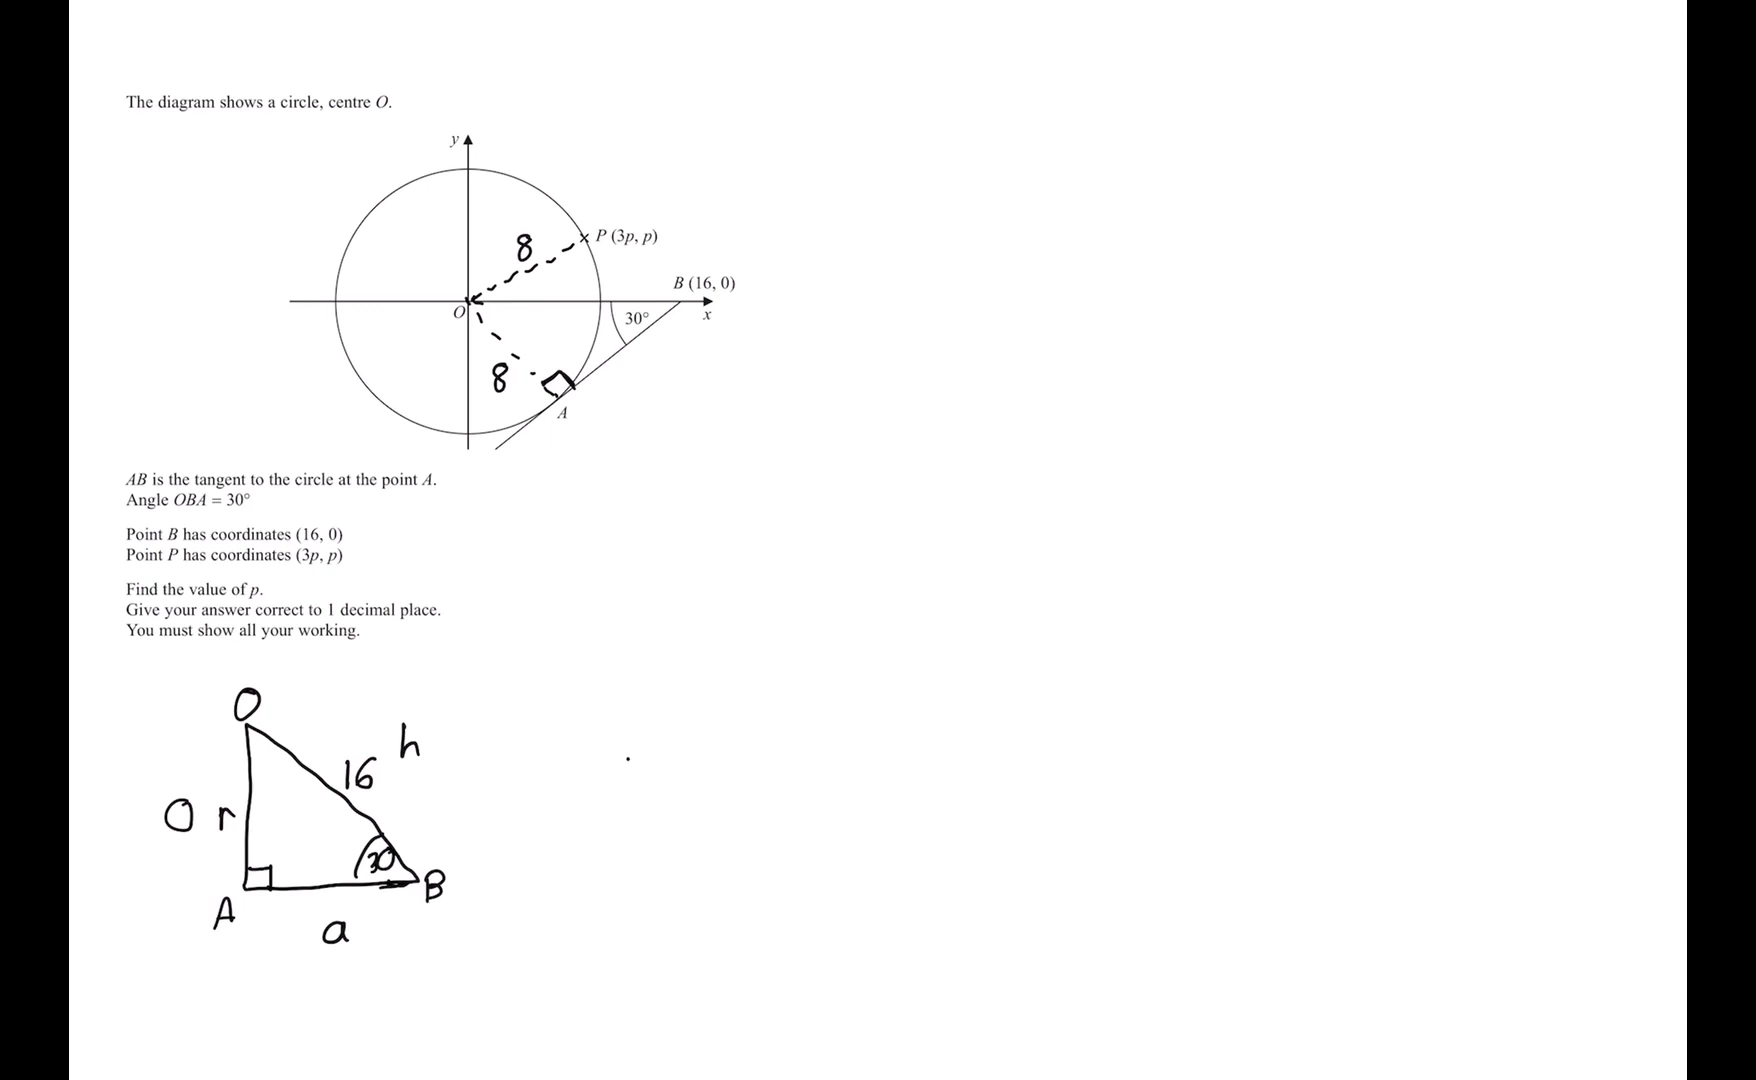 The diagram shows a circle, centre O.
y
8
P (3p, p)
B (16, 0)
O
30°
x
8
A
AB is the tangent to the circle at the point A.
Angle OBA = 30°
Point B has coordinates (16, 0)
Point P has coordinates (3p, p)
Find the value of p.
Give your answer correct to 1 decimal place.
You must show all your working.
O
h
16
O r
30
B
A
a